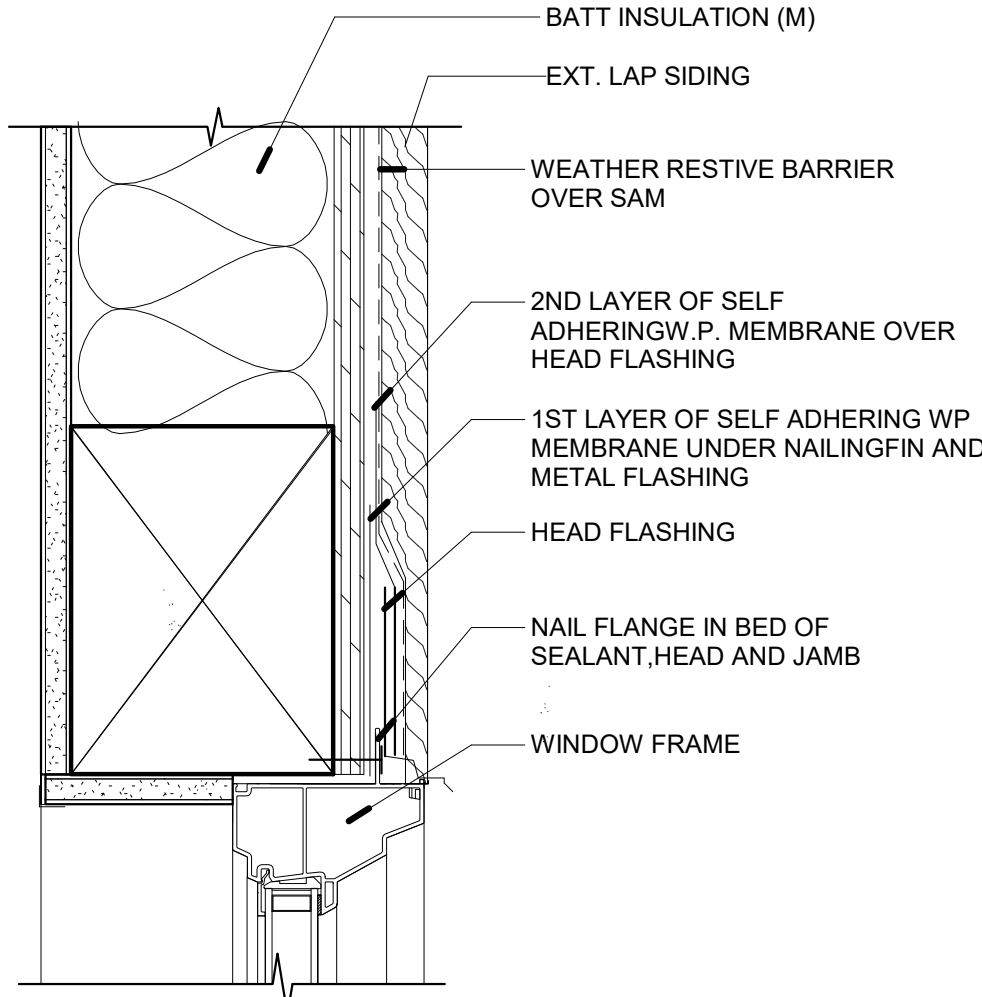 BATT INSULATION (M)
EXT. LAP SIDING
WEATHER RESTIVE BARRIER
OVER SAM
2ND LAYER OF SELF
ADHERINGW.P. MEMBRANE OVER
HEAD FLASHING
1ST LAYER OF SELF ADHERING WP
MEMBRANE UNDER NAILINGFIN AND
METAL FLASHING
HEAD FLASHING
NAIL FLANGE IN BED OF
SEALANT,HEAD AND JAMB
WINDOW FRAME